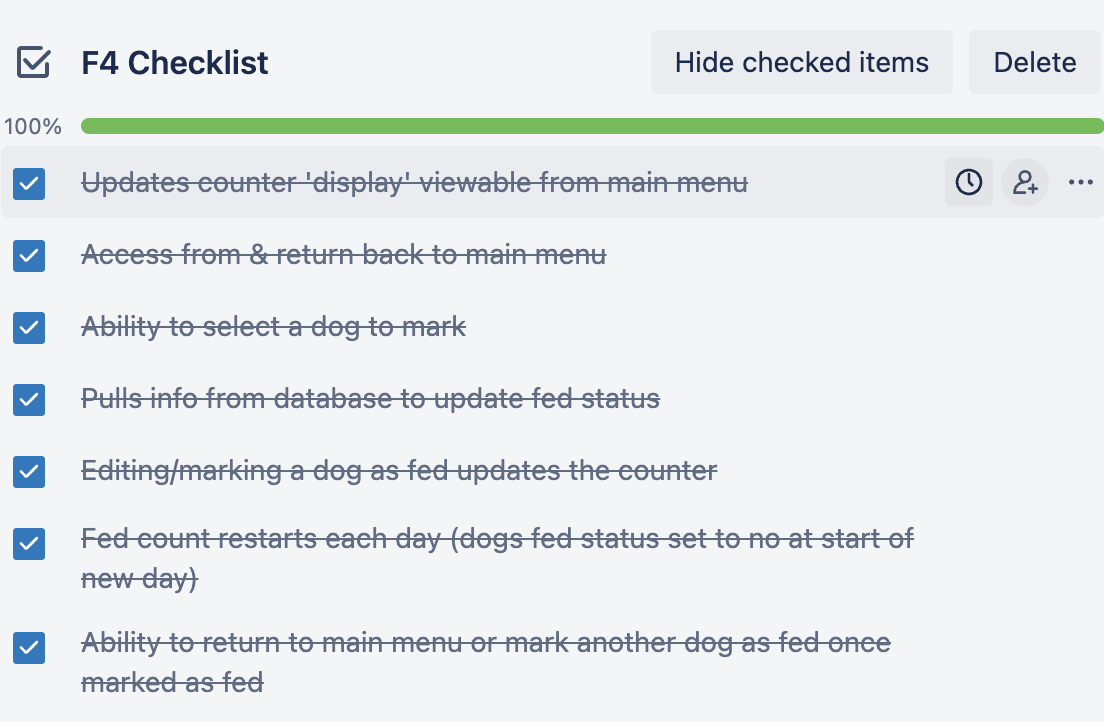 F4 Checklist
Hide checked items
Delete
100%
Updates counter 'display' viewable from main menu
Access from & return back to main menu
Ability to select a dog to mark
Pulls info from database to update fed status
Editing/marking a dog as fed updates the counter
Fed count restarts each day (dogs fed status set to no at start of
new day)
Ability to return to main menu or mark another dog as fed once
marked as fed